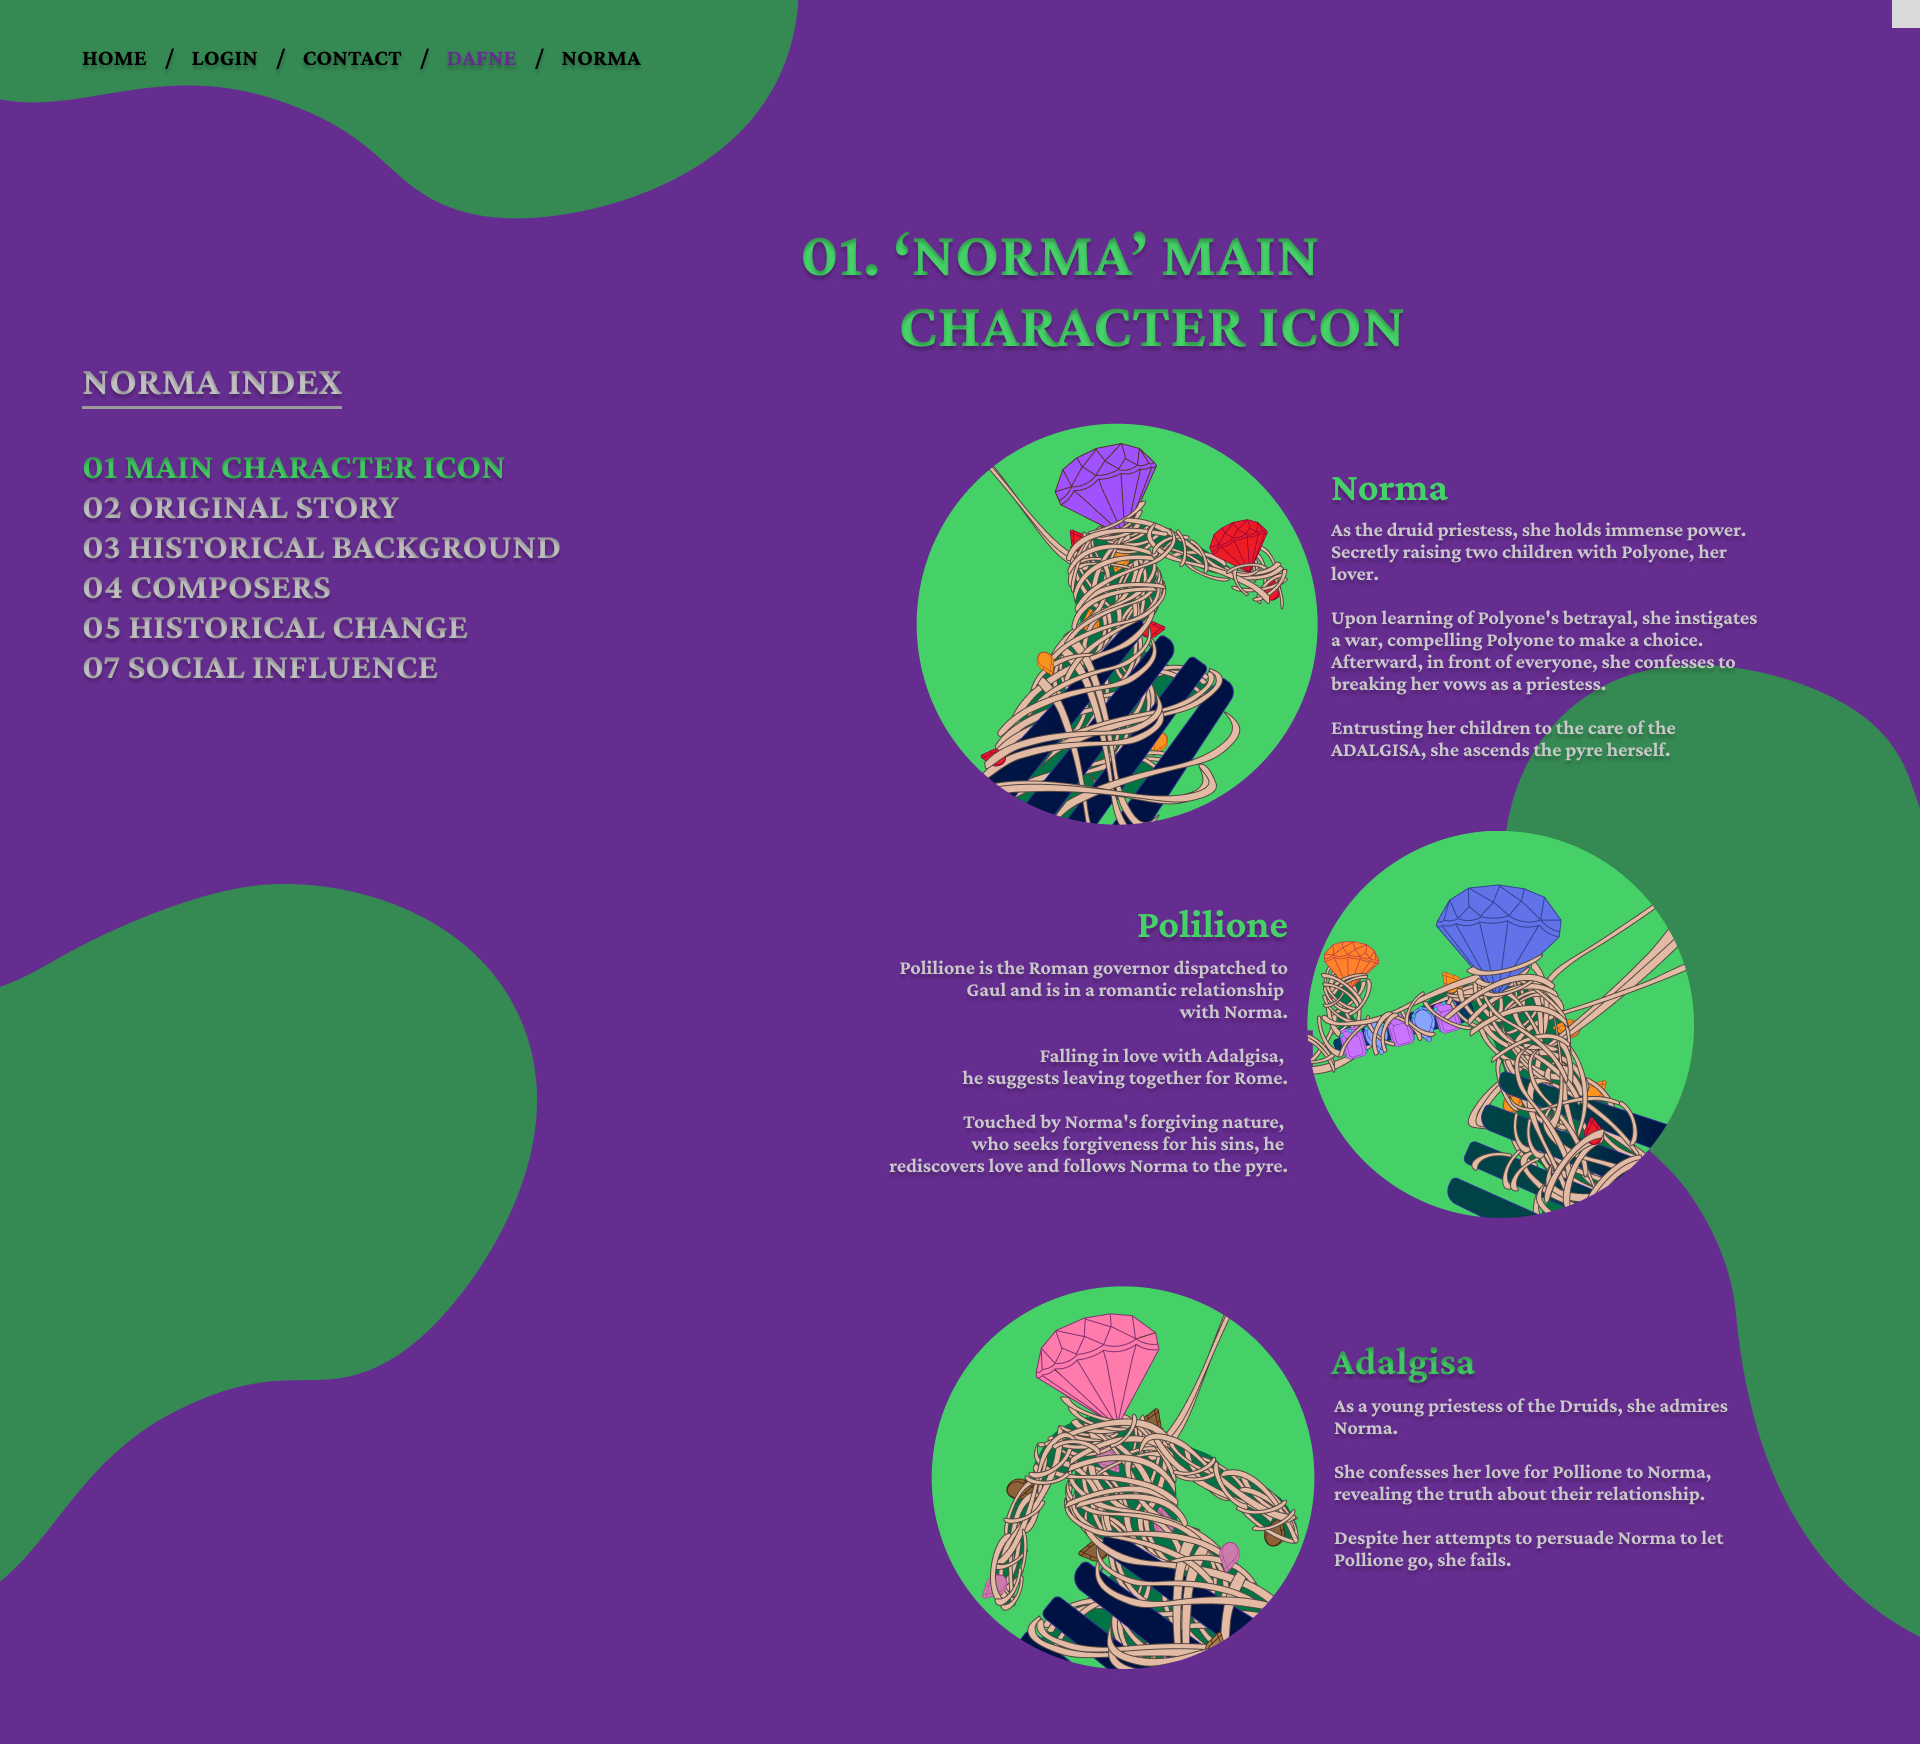 HOME / LOGIN / CONTACT / DAFNE / NORMA
01. ‘NORMA’ MAIN
CHARACTER ICON
NORMA INDEX
01 MAIN CHARACTER ICON
02 ORIGINAL STORY
03 HISTORICAL BACKGROUND
04 COMPOSERS
05 HISTORICAL CHANGE
07 SOCIAL INFLUENCE
Norma
As the druid priestess, she holds immense power.
Secretly raising two children with Polyone, her
lover.
Upon learning of Polyone's betrayal, she instigates
a war, compelling Polyone to make a choice.
Afterward, in front of everyone, she confesses to
breaking her vows as a priestess.
Entrusting her children to the care of the
ADALGISA, she ascends the pyre herself.
Polilione
Polilione is the Roman governor dispatched to
Gaul and is in a romantic relationship
with Norma.
Falling in love with Adalgisa,
he suggests leaving together for Rome.
Touched by Norma's forgiving nature,
who seeks forgiveness for his sins, he
rediscovers love and follows Norma to the pyre.
Adalgisa
As a young priestess of the Druids, she admires
Norma.
She confesses her love for Pollione to Norma,
revealing the truth about their relationship.
Despite her attempts to persuade Norma to let
Pollione go, she fails.